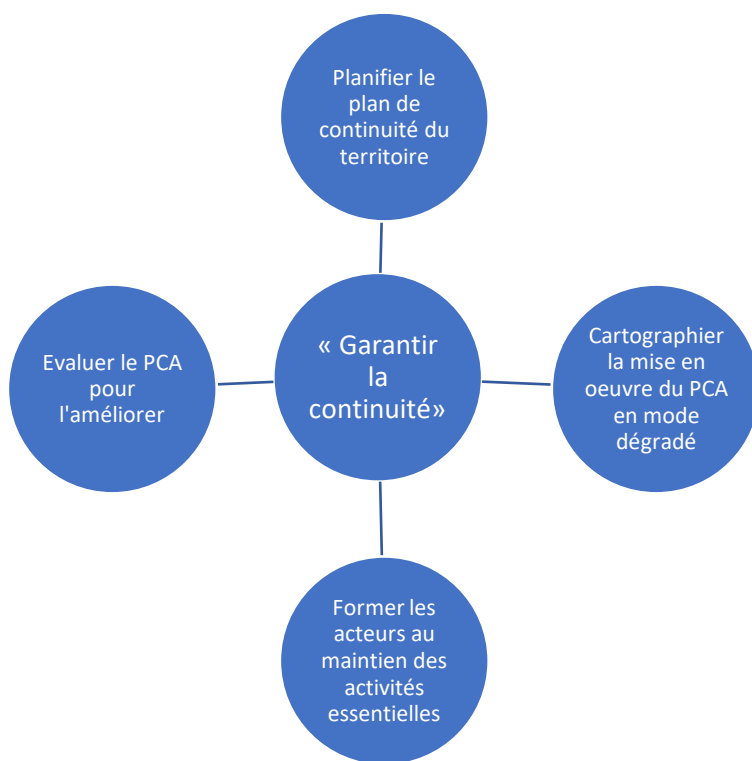 Planifier le
plan de
continuité du
territoire
Evaluer le PCA
pour
l'améliorer
« Garantir
la
continuité»
Cartographier
la mise en
oeuvre du PCA
en mode
dégradé
Former les
acteurs au
maintien des
activités
essentielles